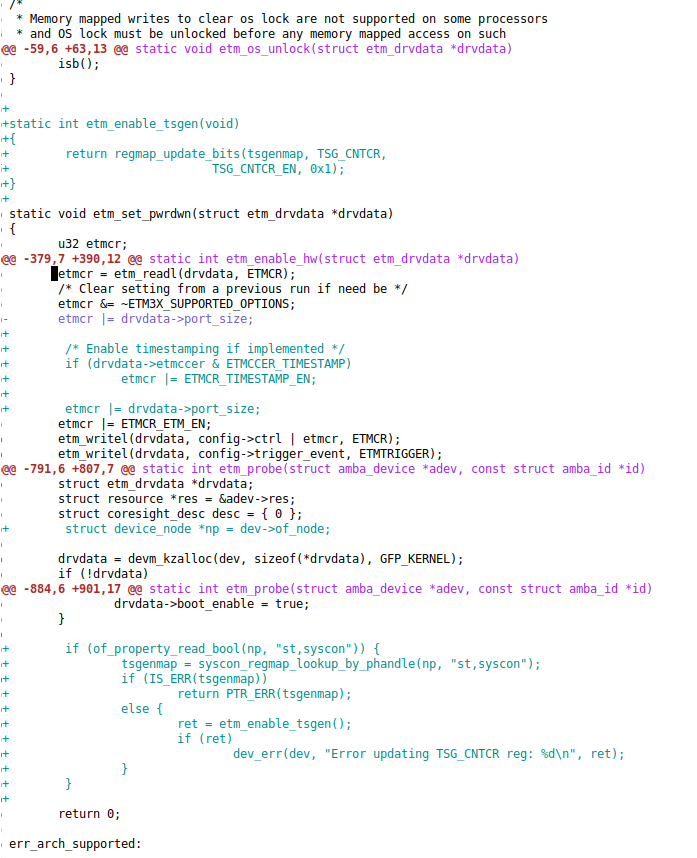 /*
 * Memory mapped writes to clear os lock are not supported on some processors
 * and OS lock must be unlocked before any memory mapped access on such
@@ -59,6 +63,13 @@ static void etm_os_unlock(struct etm_drvdata *drvdata)
        isb();
 }

+
+static int etm_enable_tsgen(void)
+{
+        return regmap_update_bits(tsgenmap, TSG_CNTCR,
+                             TSG_CNTCR_EN, 0x1);
+}
+
 static void etm_set_pwrdwn(struct etm_drvdata *drvdata)
 {
        u32 etmcr;
@@ -379,7 +390,12 @@ static int etm_enable_hw(struct etm_drvdata *drvdata)
        etmcr = etm_readl(drvdata, ETMCR);
        /* Clear setting from a previous run if need be */
        etmcr &= ~ETM3X_SUPPORTED_OPTIONS;
-       etmcr |= drvdata->port_size;
+
+        /* Enable timestamping if implemented */
+        if (drvdata->etmccer & ETMCCER_TIMESTAMP)
+                etmcr |= ETMCR_TIMESTAMP_EN;
+
+        etmcr |= drvdata->port_size;
        etmcr |= ETMCR_ETM_EN;
        etm_writel(drvdata, config->ctrl | etmcr, ETMCR);
        etm_writel(drvdata, config->trigger_event, ETMTRIGGER);
@@ -791,6 +807,7 @@ static int etm_probe(struct amba_device *adev, const struct amba_id *id)
        struct etm_drvdata *drvdata;
        struct resource *res = &adev->res;
        struct coresight_desc desc = { 0 };
+        struct device_node *np = dev->of_node;

        drvdata = devm_kzalloc(dev, sizeof(*drvdata), GFP_KERNEL);
        if (!drvdata)
@@ -884,6 +901,17 @@ static int etm_probe(struct amba_device *adev, const struct amba_id *id)
                drvdata->boot_enable = true;
        }

+        if (of_property_read_bool(np, "st,syscon")) {
+                tsgenmap = syscon_regmap_lookup_by_phandle(np, "st,syscon");
+                if (IS_ERR(tsgenmap))
+                        return PTR_ERR(tsgenmap);
+                else {
+                        ret = etm_enable_tsgen();
+                        if (ret)
+                                dev_err(dev, "Error updating TSG_CNTCR reg: %d\n", ret);
+                }
+        }
+
        return 0;

 err_arch_supported: